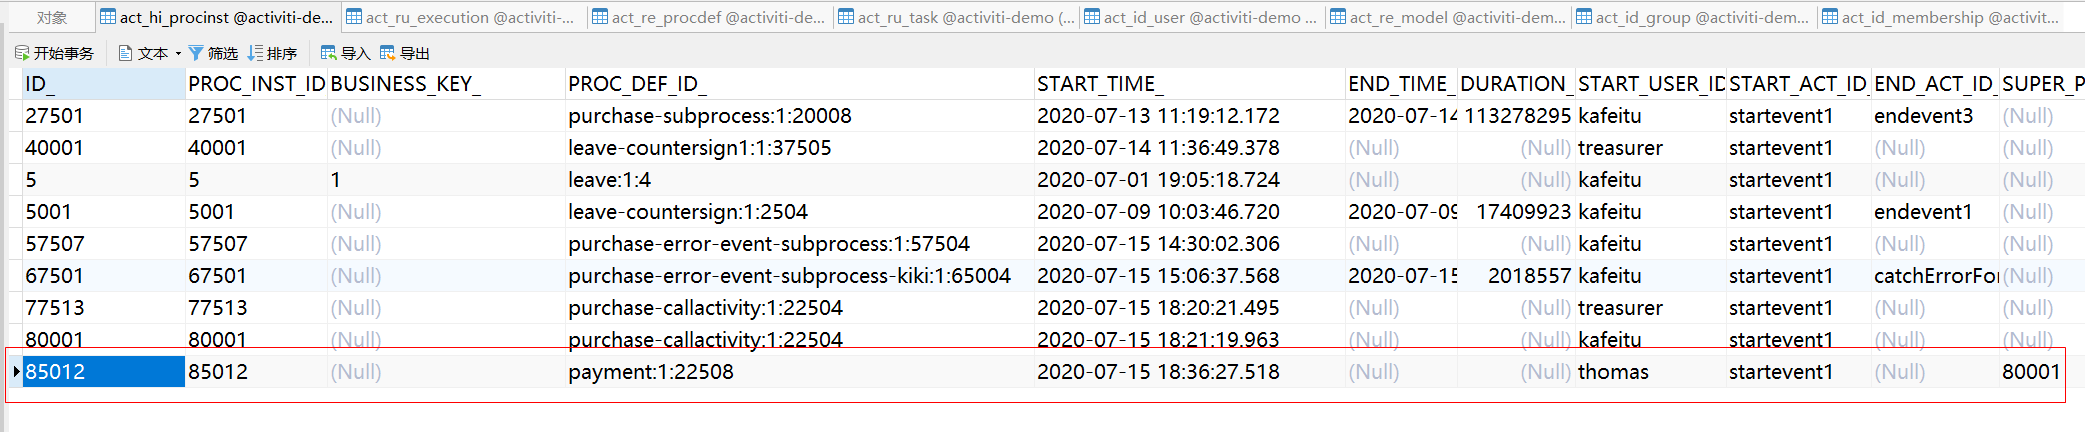 对象 act_hi_procinst @activiti-de... act_ru_execution @activiti-... act_re_procdef @activiti-de... act_ru_task @activiti-demo (... act_id_user @activiti-demo ... act_re_model @activiti-dem... act_id_group @activiti-dem... act_id_membership @activit...
开始事务 文本 筛选 排序 导入 导出
ID_ PROC_INST_ID BUSINESS_KEY_ PROC_DEF_ID_ START_TIME_ END_TIME_ DURATION_ START_USER_ID START_ACT_ID_ END_ACT_ID_ SUPER_P
27501 27501 (Null) purchase-subprocess:1:20008 2020-07-13 11:19:12.172 2020-07-14 113278295 kafeitu startevent1 endevent3 (Null)
40001 40001 (Null) leave-countersign1:1:37505 2020-07-14 11:36:49.378 (Null) (Null) treasurer startevent1 (Null) (Null)
5 5 1 leave:1:4 2020-07-01 19:05:18.724 (Null) (Null) kafeitu startevent1 (Null) (Null)
5001 5001 (Null) leave-countersign:1:2504 2020-07-09 10:03:46.720 2020-07-09 17409923 kafeitu startevent1 endevent1 (Null)
57507 57507 (Null) purchase-error-event-subprocess:1:57504 2020-07-15 14:30:02.306 (Null) (Null) kafeitu startevent1 (Null) (Null)
67501 67501 (Null) purchase-error-event-subprocess-kiki:1:65004 2020-07-15 15:06:37.568 2020-07-15 2018557 kafeitu startevent1 catchErrorFor (Null)
77513 77513 (Null) purchase-callactivity:1:22504 2020-07-15 18:20:21.495 (Null) (Null) treasurer startevent1 (Null) (Null)
80001 80001 (Null) purchase-callactivity:1:22504 2020-07-15 18:21:19.963 (Null) (Null) kafeitu startevent1 (Null) (Null)
85012 85012 (Null) payment:1:22508 2020-07-15 18:36:27.518 (Null) (Null) thomas startevent1 (Null) 80001